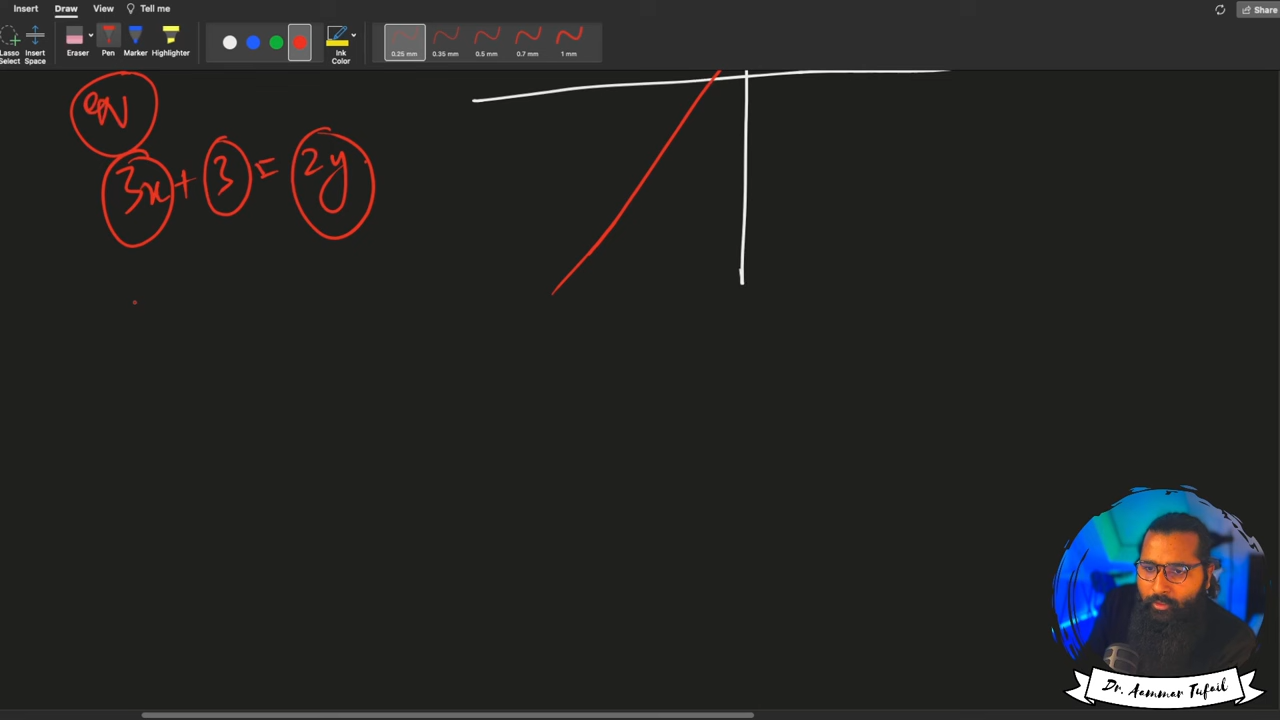 Insert Draw View Tell me
Share
Lasso Select
Insert Space
Eraser
Pen
Marker
Highlighter
Ink Color
0.25 mm
0.35 mm
0.5 mm
0.7 mm
1 mm
3x + 3 = 2y
Dr. Aammar Tufail